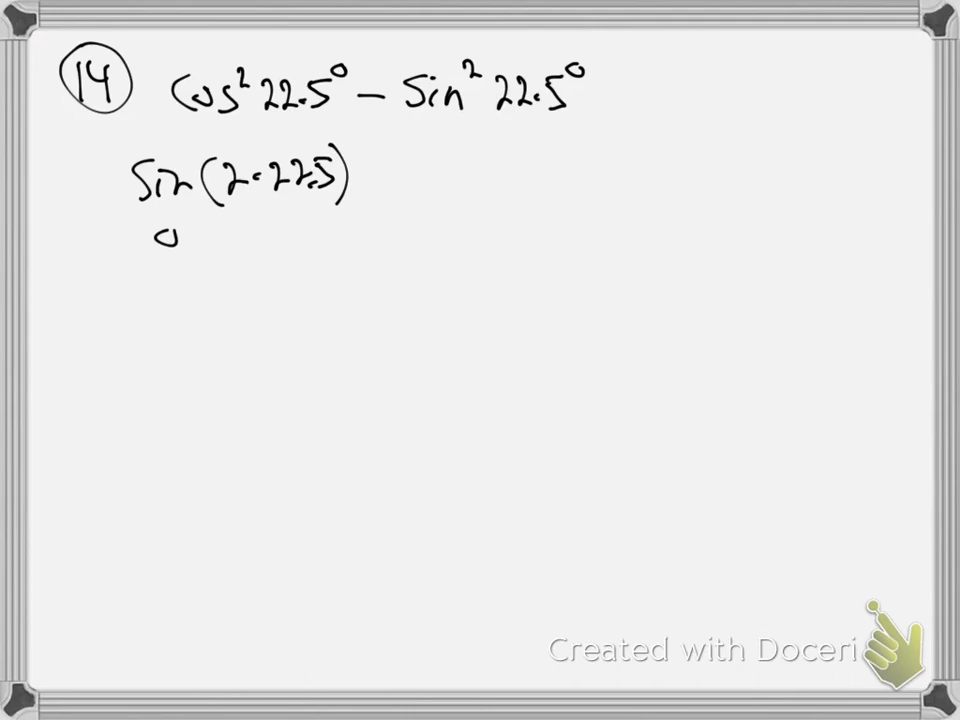 14 cos² 22.5° – sin² 22.5°
sin(2·22.5)
Created with Doceri